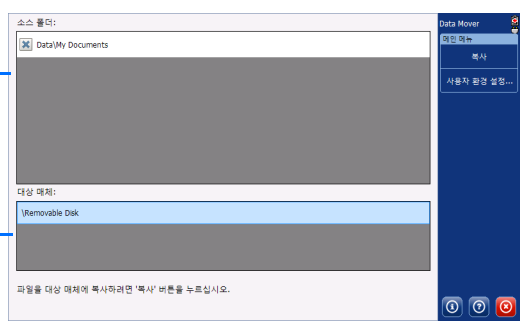 소스 폴더:
Data\My Documents
대상 매체:
\Removable Disk
파일을 대상 매체에 복사하려면 '복사' 버튼을 누르십시오.
Data Mover
메인 메뉴
복사
사용자 환경 설정...